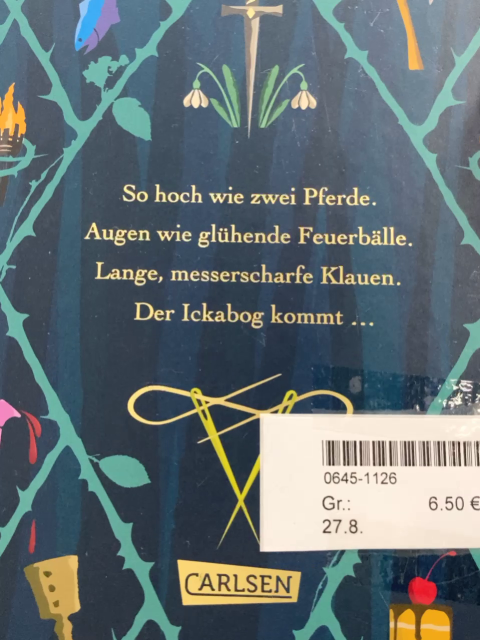 So hoch wie zwei Pferde.
Augen wie glühende Feuerbälle.
Lange, messerscharfe Klauen.
Der Ickabog kommt ...
0645-1126
Gr.: 6.50 €
27.8.
CARLSEN